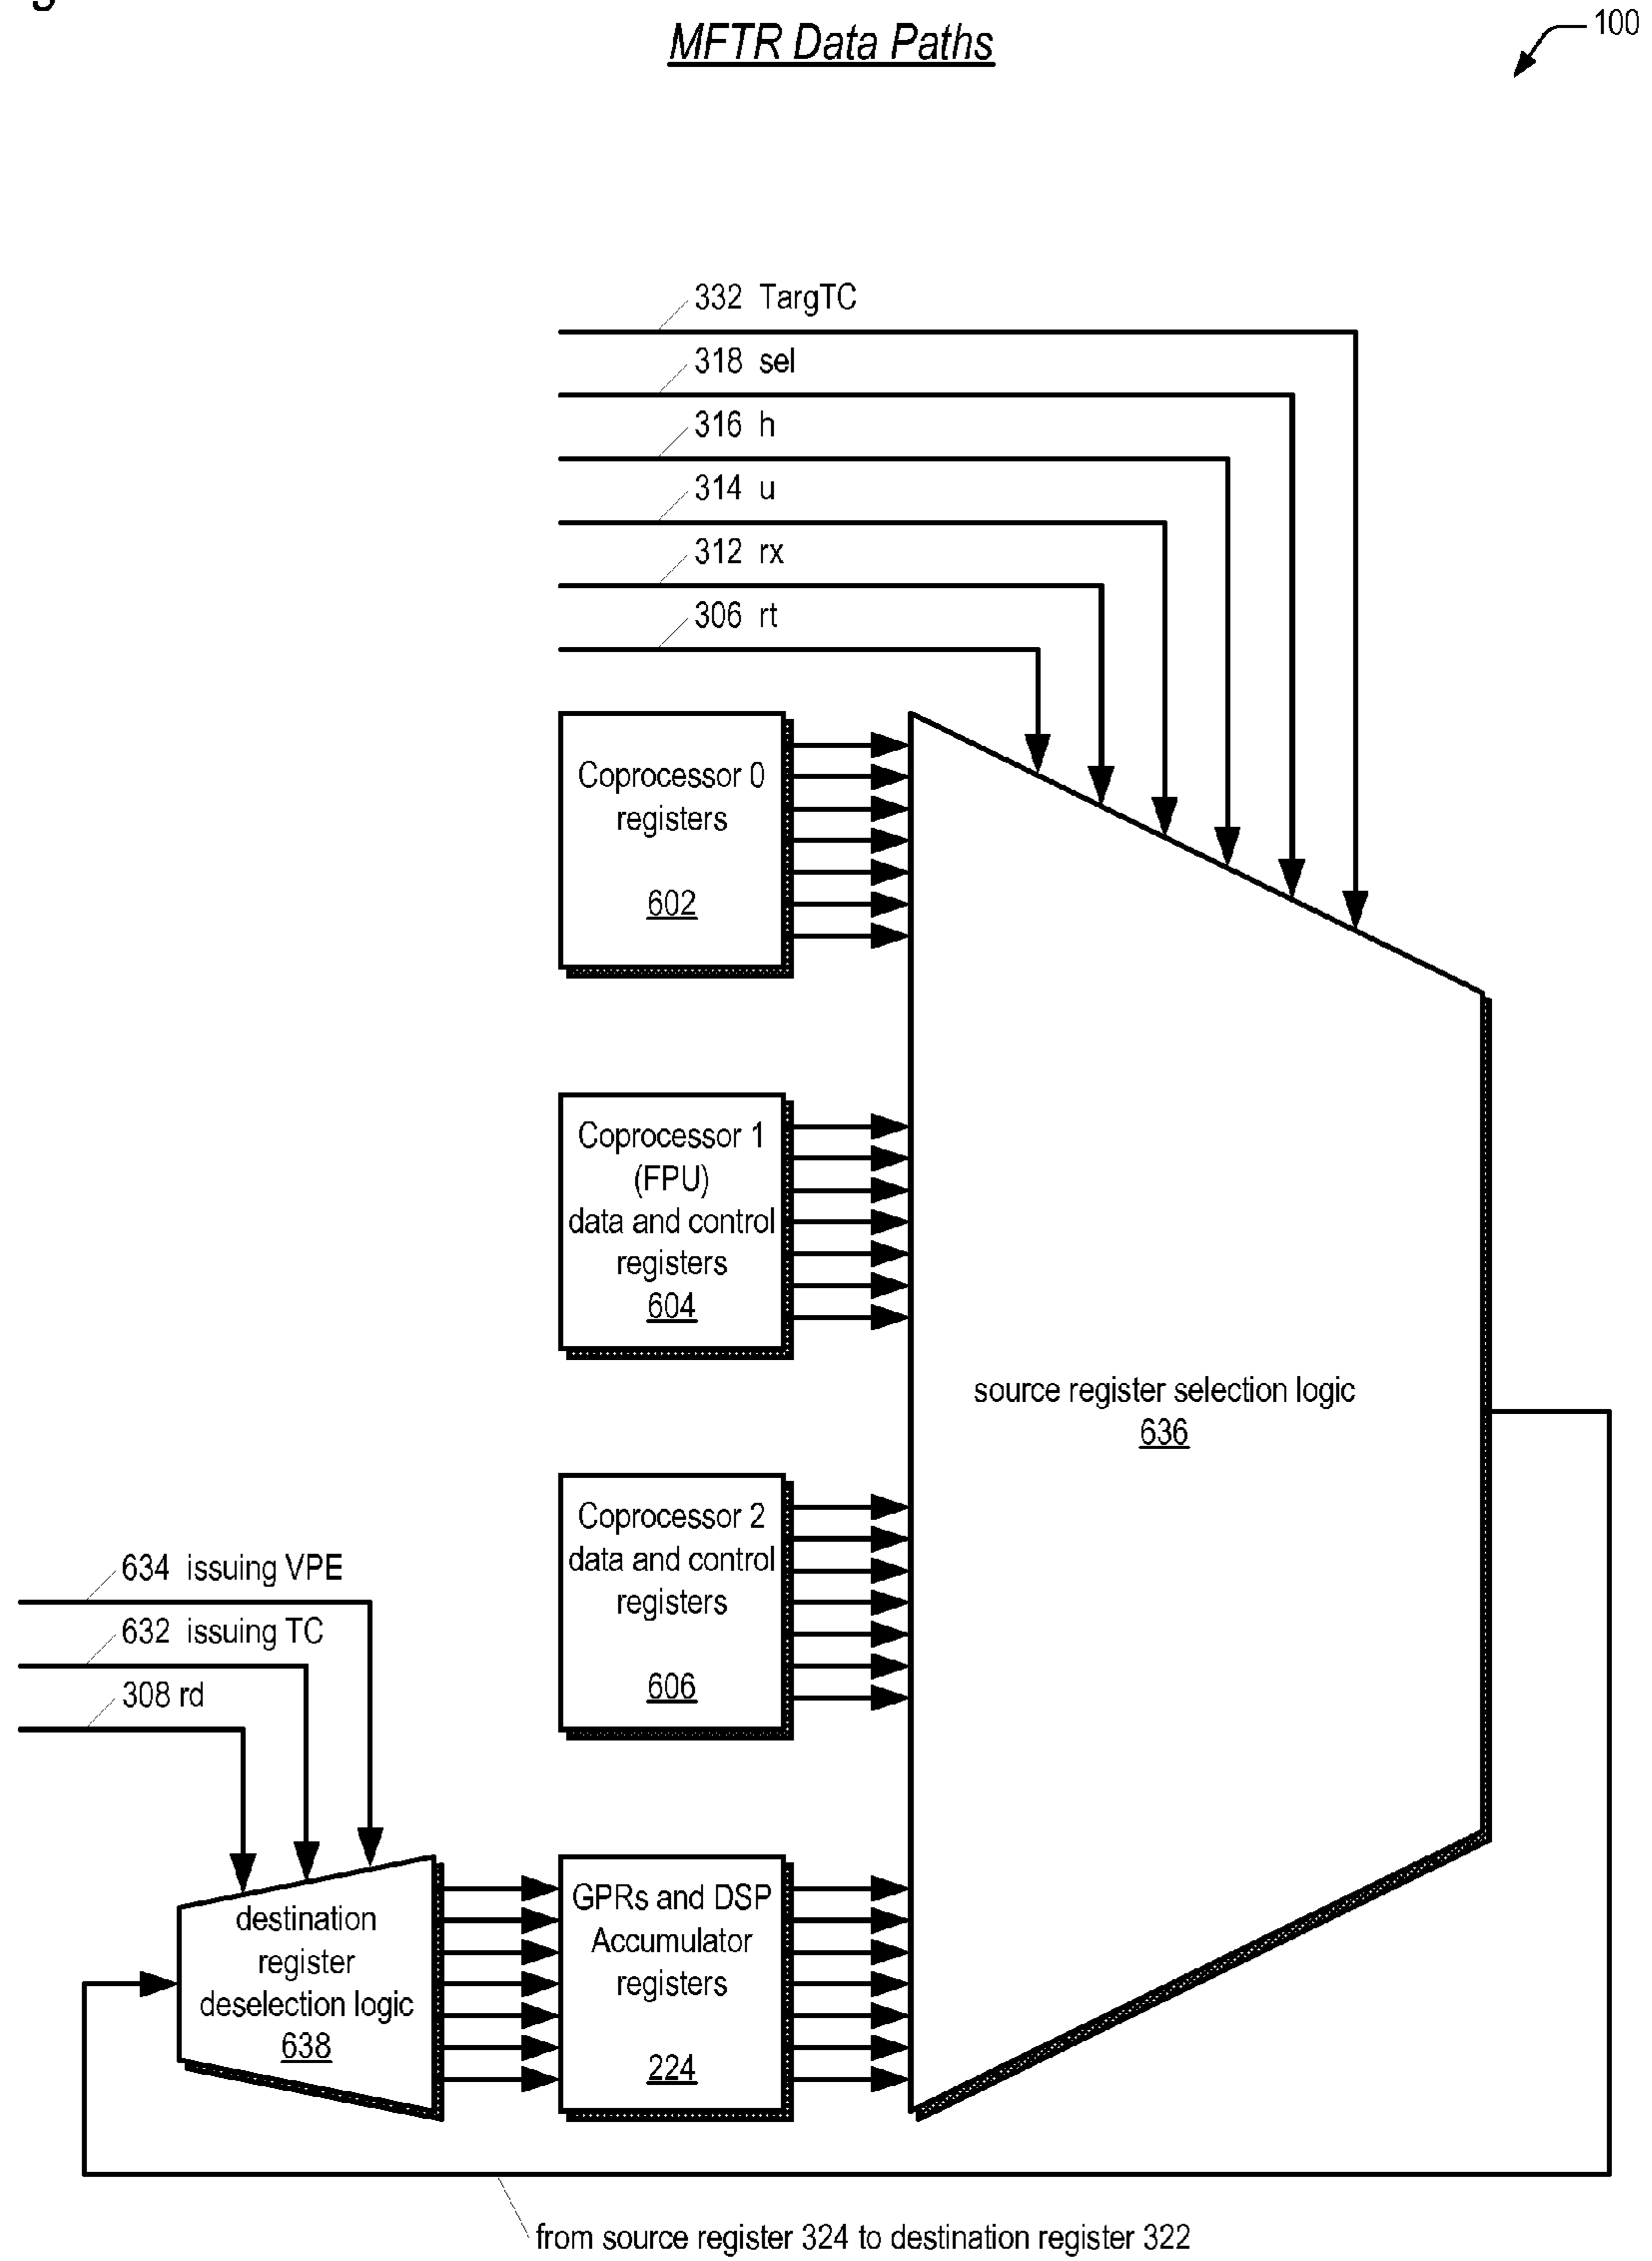 MFTR Data Paths
100
332 TargTC
318 sel
316 h
314 u
312 rx
306 rt
Coprocessor 0
registers
602
Coprocessor 1
(FPU)
data and control
registers
604
source register selection logic
636
Coprocessor 2
data and control
registers
606
634 issuing VPE
632 issuing TC
308 rd
destination
register
deselection logic
638
GPRs and DSP
Accumulator
registers
224
from source register 324 to destination register 322